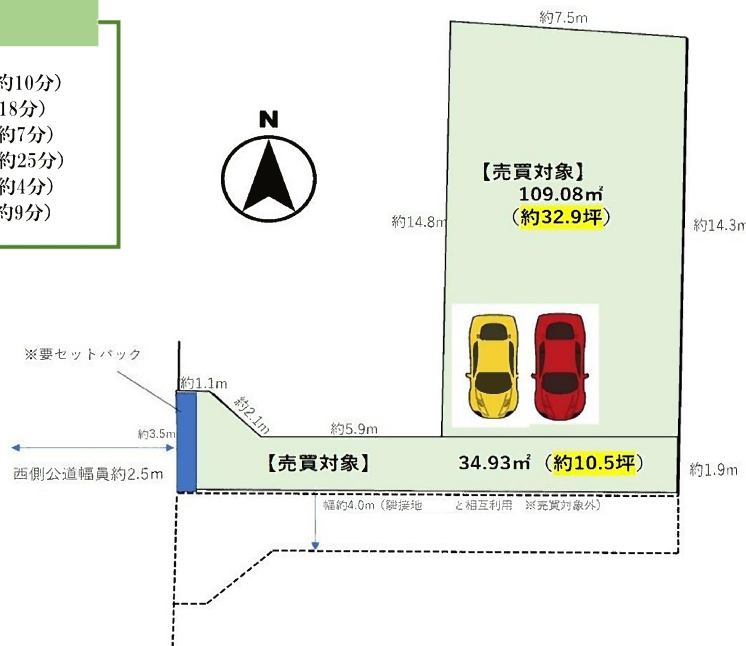 約10分）
18分）
約7分）
約25分）
約4分）
約9分）
N
約7.5m
【売買対象】
109.08㎡
（約32.9坪）
約14.8m
約14.3m
※要セットバック
約1.1m
約2.1m
約3.5m
約5.9m
西側公道幅員約2.5m
【売買対象】 34.93㎡（約10.5坪）
約1.9m
幅約4.0m（隣接地 と相互利用 ※売買対象外）